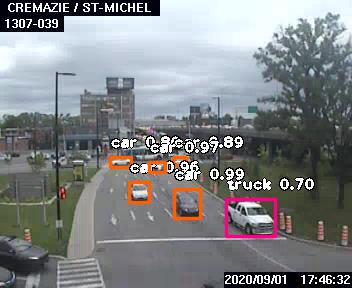 CREMAZIE / ST-MICHEL
1307-039
car 0.89
car 0.97
car 0.96
car 0.99
truck 0.70
2020/09/01 17:46:32